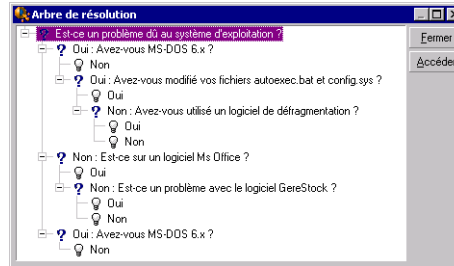 Arbre de résolution
Est-ce un problème dû au système d'exploitation ?
Fermer
Oui : Avez-vous MS-DOS 6.x ?
Accéder
Non
Oui : Avez-vous modifié vos fichiers autoexec.bat et config.sys ?
Oui
Non : Avez-vous utilisé un logiciel de défragmentation ?
Oui
Non
Non : Est-ce sur un logiciel Ms Office ?
Oui
Non : Est-ce un problème avec le logiciel GereStock ?
Oui
Non
Oui : Avez-vous MS-DOS 6.x ?
Non